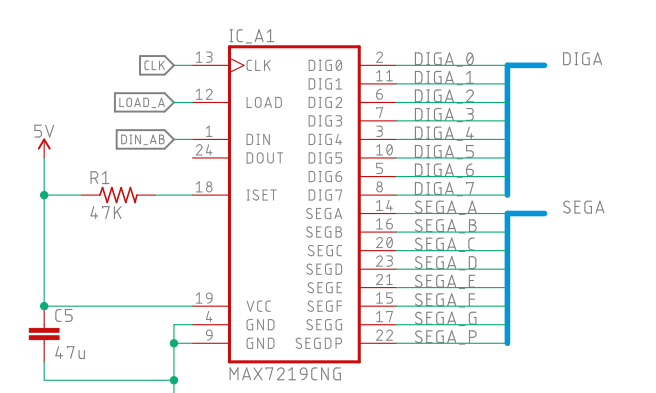 IC_A1
CLK 13 CLK DIG0 2 DIGA_0 DIGA
DIG1 11 DIGA_1
LOAD_A 12 LOAD DIG2 6 DIGA_2
DIG3 7 DIGA_3
5V DIN_AB 1 DIN DIG4 3 DIGA_4
24 DOUT DIG5 10 DIGA_5
R1 DIG6 5 DIGA_6
18 ISET DIG7 8 DIGA_7
47K SEGA 14 SEGA_A SEGA
SEGB 16 SEGA_B
SEGC 20 SEGA_C
SEGD 23 SEGA_D
SEGE 21 SEGA_E
19 VCC SEGF 15 SEGA_F
C5 4 GND SEGG 17 SEGA_G
47u 9 GND SEGDP 22 SEGA_P
MAX7219CNG